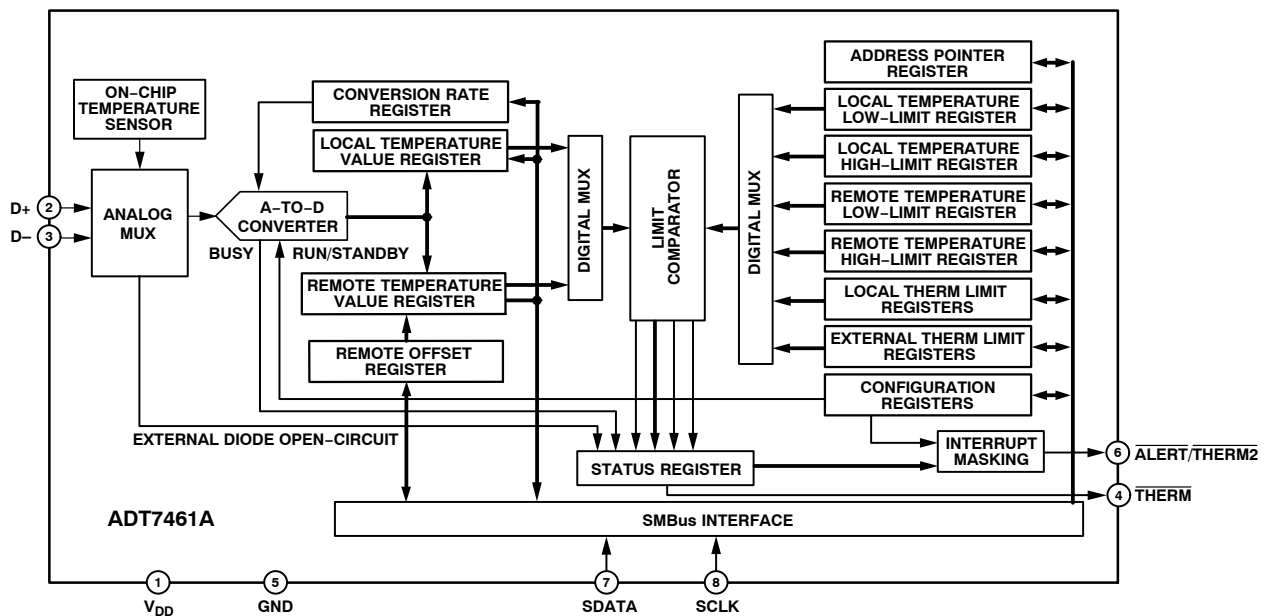 ON-CHIP
TEMPERATURE
SENSOR
ANALOG
MUX
D+
2
D−
3
A-TO-D
CONVERTER
BUSY
RUN/STANDBY
CONVERSION RATE
REGISTER
LOCAL TEMPERATURE
VALUE REGISTER
REMOTE TEMPERATURE
VALUE REGISTER
REMOTE OFFSET
REGISTER
DIGITAL MUX
LIMIT
COMPARATOR
DIGITAL MUX
ADDRESS POINTER
REGISTER
LOCAL TEMPERATURE
LOW-LIMIT REGISTER
LOCAL TEMPERATURE
HIGH-LIMIT REGISTER
REMOTE TEMPERATURE
LOW-LIMIT REGISTER
REMOTE TEMPERATURE
HIGH-LIMIT REGISTER
LOCAL THERM LIMIT
REGISTERS
EXTERNAL THERM LIMIT
REGISTERS
CONFIGURATION
REGISTERS
EXTERNAL DIODE OPEN-CIRCUIT
STATUS REGISTER
INTERRUPT
MASKING
6
ALERT/THERM2
4
THERM
ADT7461A
SMBus INTERFACE
1
VDD
5
GND
7
SDATA
8
SCLK